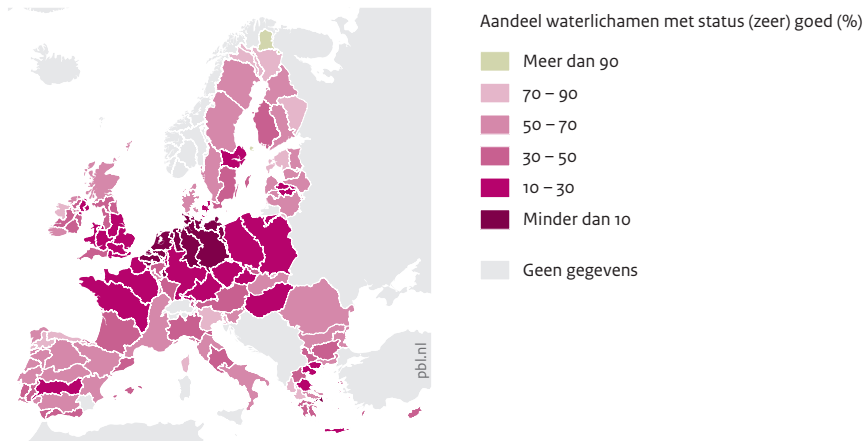 Aandeel waterlichamen met status (zeer) goed (%)
Meer dan 90
70 – 90
50 – 70
30 – 50
10 – 30
Minder dan 10
Geen gegevens
pbl.nl